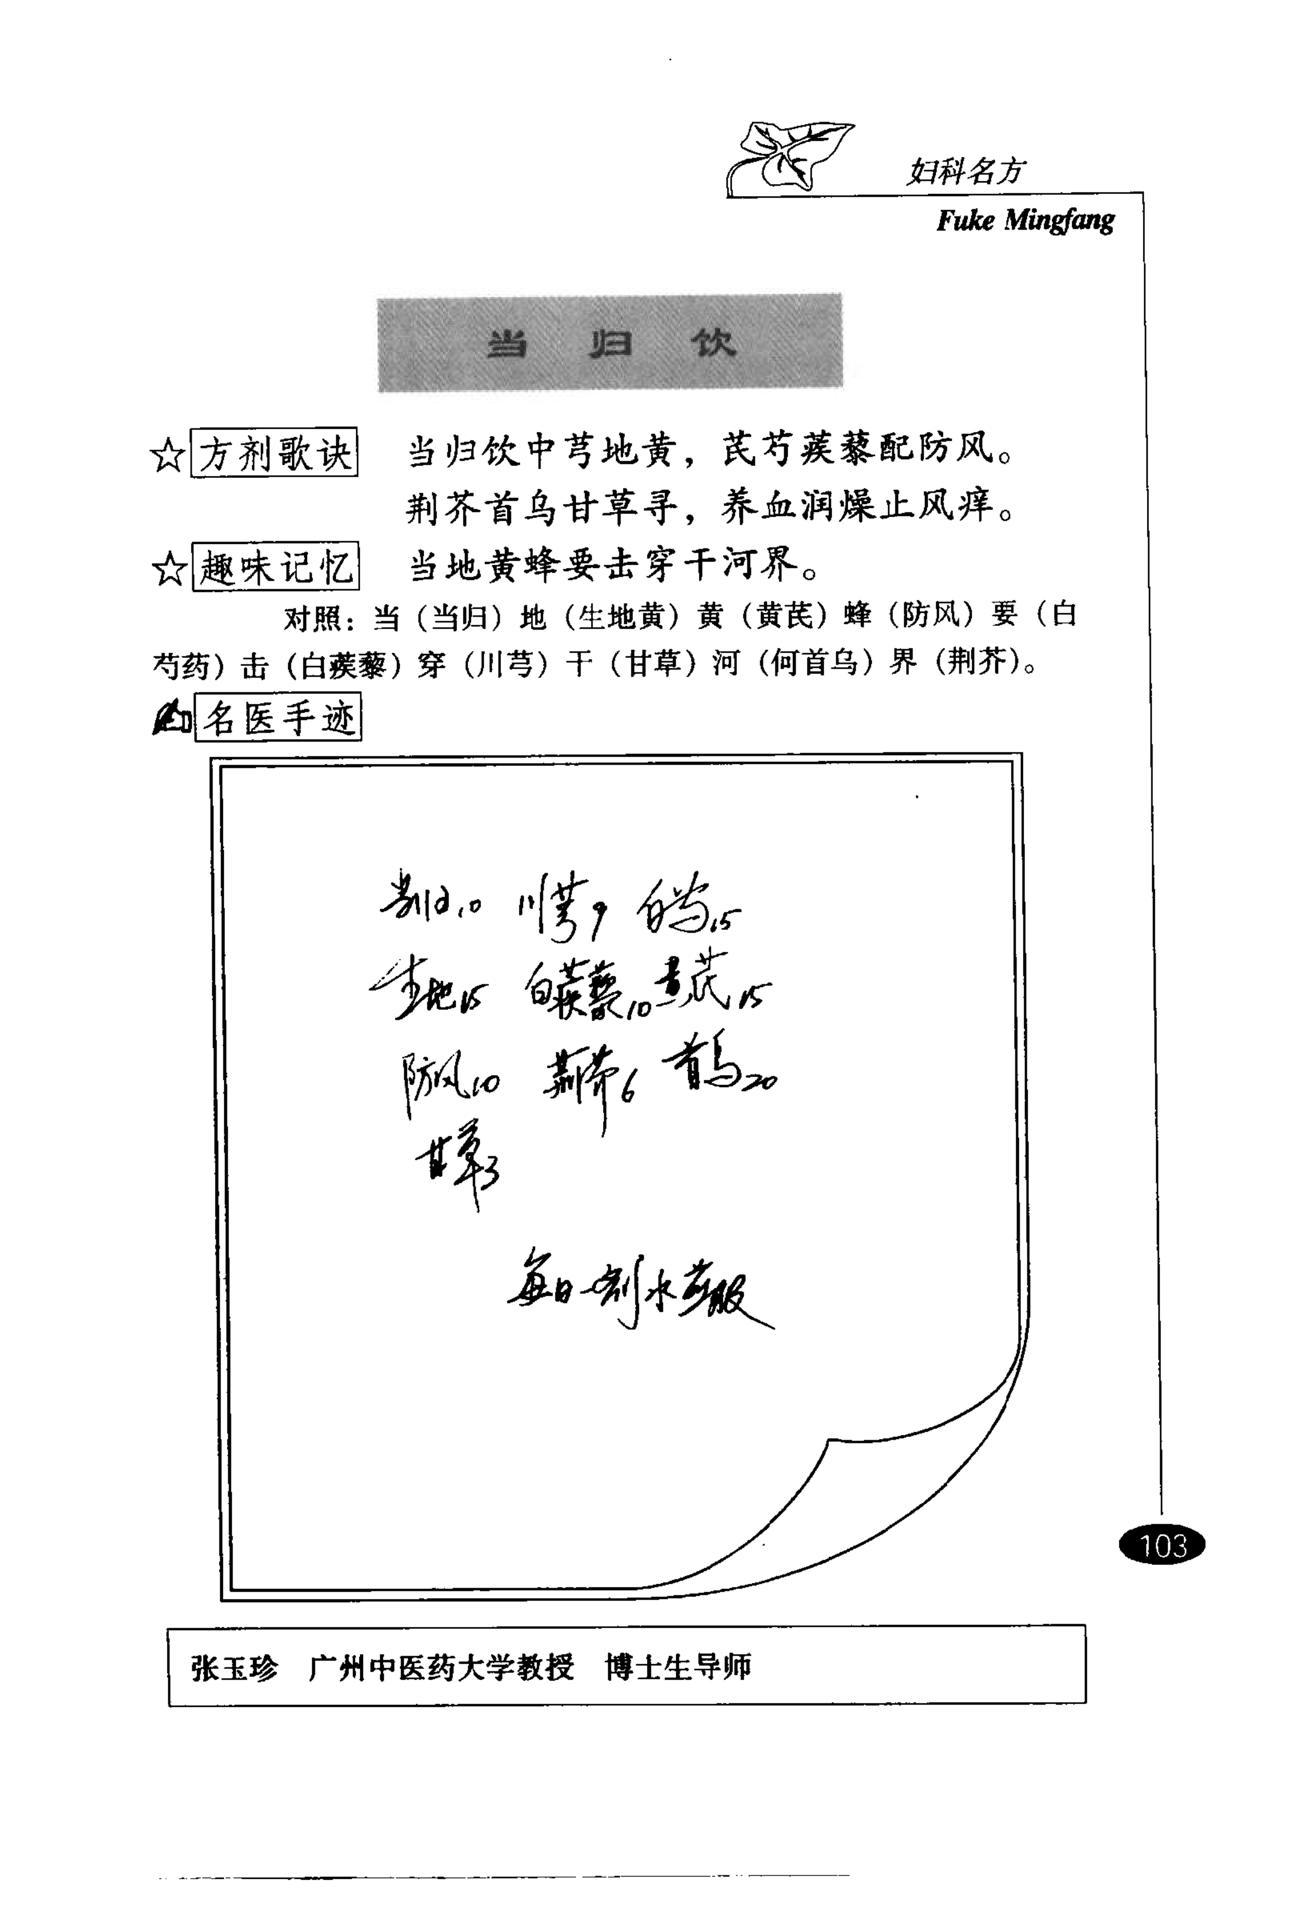 妇科名方
Fuke Mingfang
当归饮
☆方剂歌诀 当归饮中芎地黄，芪芍蒺藜配防风。
荆芥首乌甘草寻，养血润燥止风痒。
☆趣味记忆 当地黄蜂要击穿干河界。
对照：当（当归）地（生地黄）黄（黄芪）蜂（防风）要（白
芍药）击（白蒺藜）穿（川芎）干（甘草）河（何首乌）界（荆芥）。
名医手迹
当归10 川芎9 白芍15
生地15 白蒺藜10 黄芪15
防风10 荆芥6 首乌20
甘草3
每日一剂水煎服
103
张玉珍 广州中医药大学教授 博士生导师